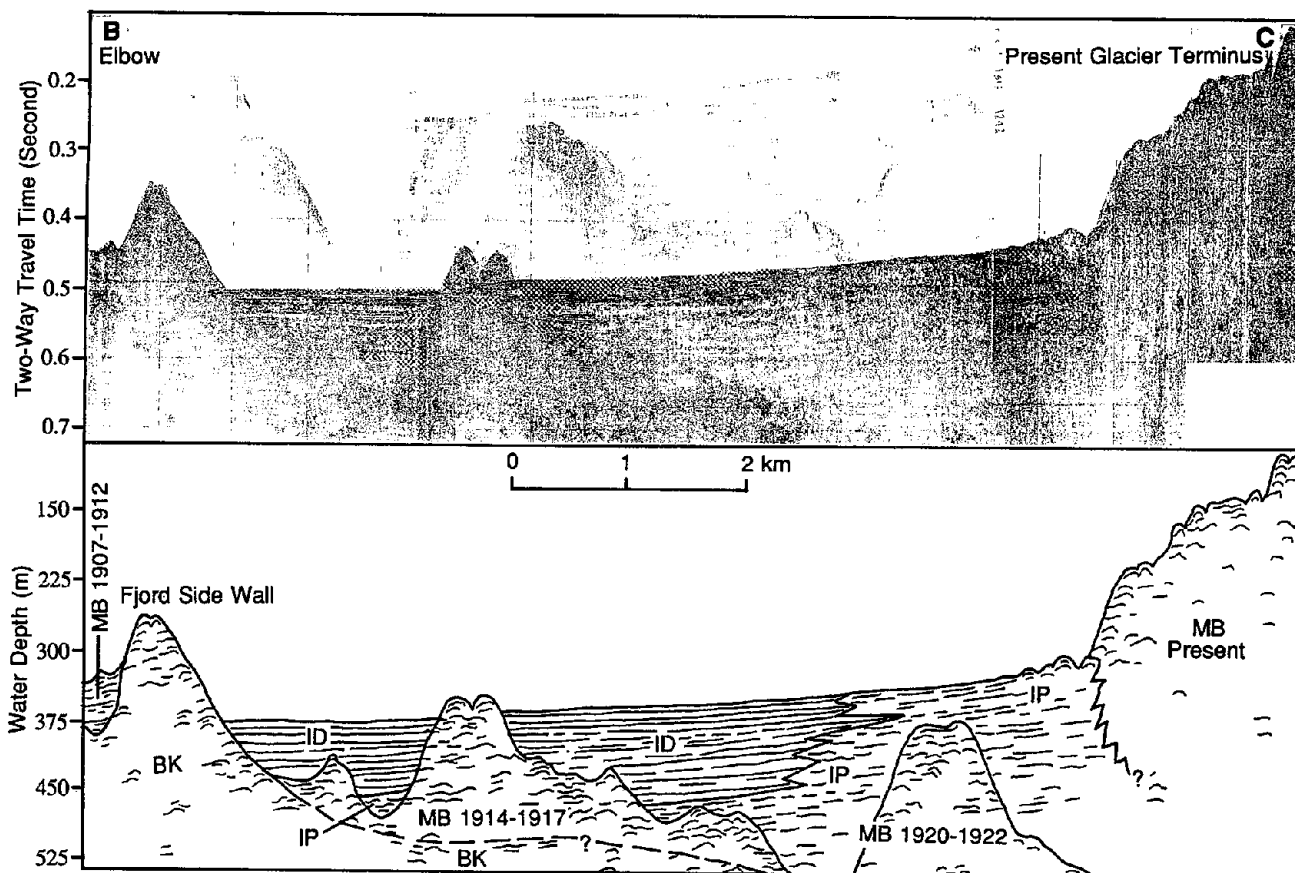 B
Elbow
C
Present Glacier Terminus
Two-Way Travel Time (Second)
0.2
0.3
0.4
0.5
0.6
0.7
0 1 2 km
Water Depth (m)
150
225
300
375
450
525
MB 1907-1912
Fjord Side Wall
MB
Present
IP
ID
ID
BK
IP
IP
MB 1914-1917
MB 1920-1922
BK
?
?